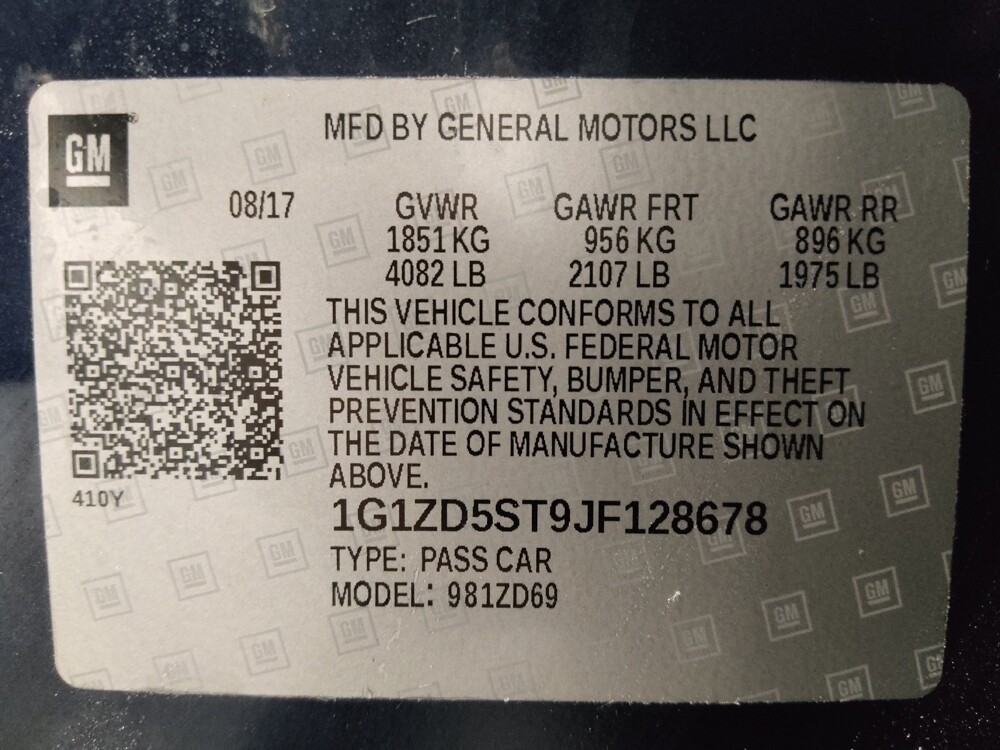 GM
MFD BY GENERAL MOTORS LLC
08/17 GVWR GAWR FRT GAWR RR
1851 KG 956 KG 896 KG
4082 LB 2107 LB 1975 LB
THIS VEHICLE CONFORMS TO ALL
APPLICABLE U.S. FEDERAL MOTOR
VEHICLE SAFETY, BUMPER, AND THEFT
PREVENTION STANDARDS IN EFFECT ON
THE DATE OF MANUFACTURE SHOWN
ABOVE.
410Y
1G1ZD5ST9JF128678
TYPE: PASS CAR
MODEL: 981ZD69